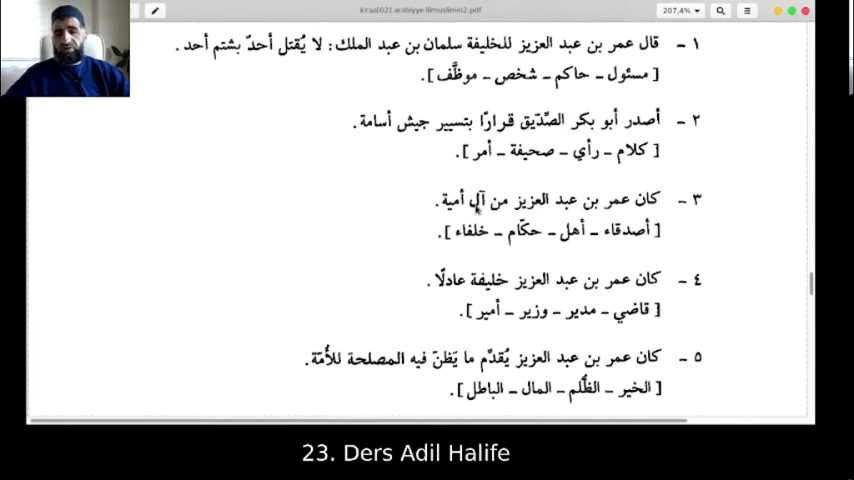 kiraa[02].arabiyye.lilmuslimin2.pdf
207,4%
١ - قال عمر بن عبد العزيز للخليفة سلمان بن عبد الملك: لا يُقتل أحدٌ بشتم أحد.
[ مسئول - حاكم - شخص - موظَّف ].
٢ - أصدر أبو بكر الصِّدّيق قرارًا بتسيير جيش أسامة.
[ كلام - رأي - صحيفة - أمر ].
٣ - كان عمر بن عبد العزيز من آل أمية.
[ أصدقاء - أهل - حكّام - خلفاء ].
٤ - كان عمر بن عبد العزيز خليفة عادلًا.
[ قاضي - مدير - وزير - أمير ].
٥ - كان عمر بن عبد العزيز يُقدِّم ما يَظنّ فيه المصلحة للأُمّة.
[ الخير - الظُّلم - المال - الباطل ].
23. Ders Adil Halife